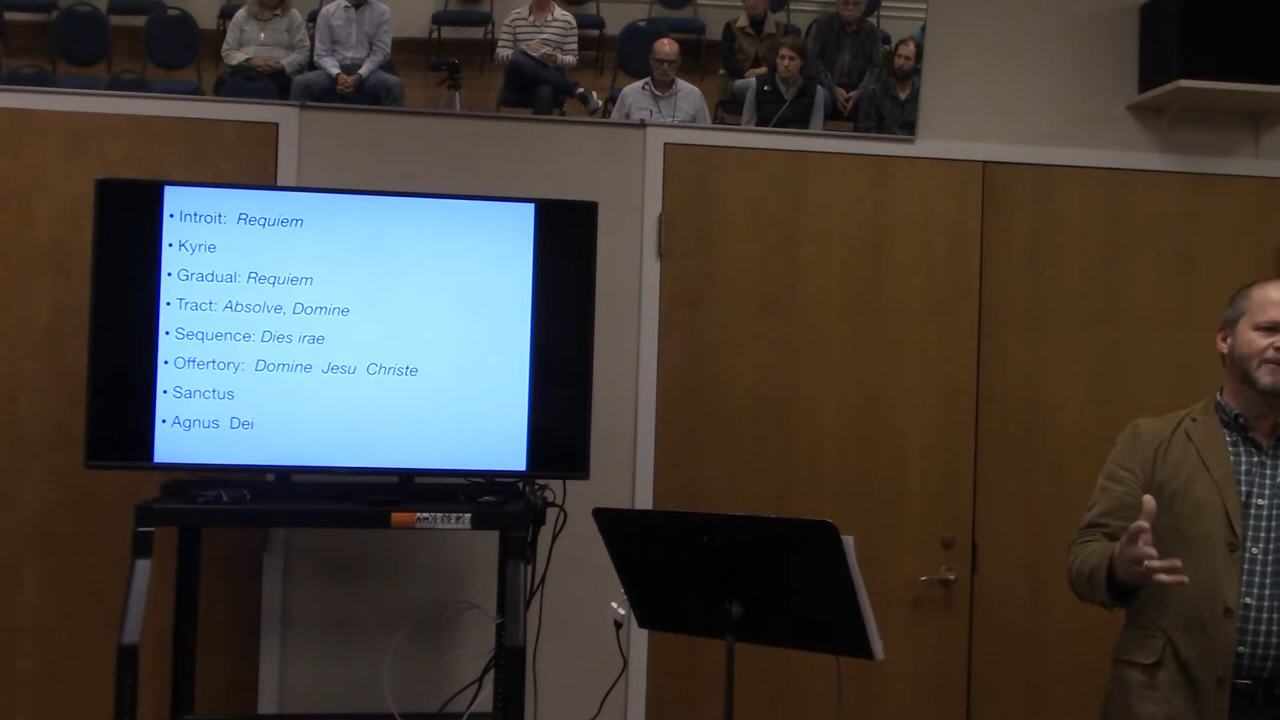 • Introit: Requiem
• Kyrie
• Gradual: Requiem
• Tract: Absolve, Domine
• Sequence: Dies irae
• Offertory: Domine Jesu Christe
• Sanctus
• Agnus Dei